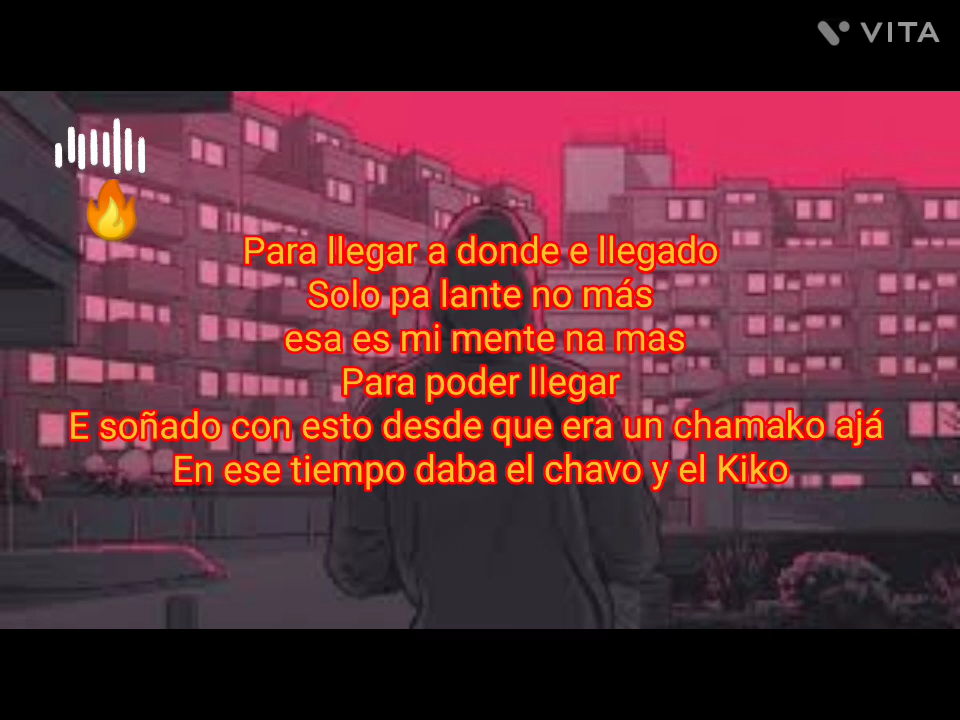 VITA
Para llegar a donde e llegado
Solo pa lante no más
esa es mi mente na mas
Para poder llegar
E soñado con esto desde que era un chamako ajá
En ese tiempo daba el chavo y el Kiko